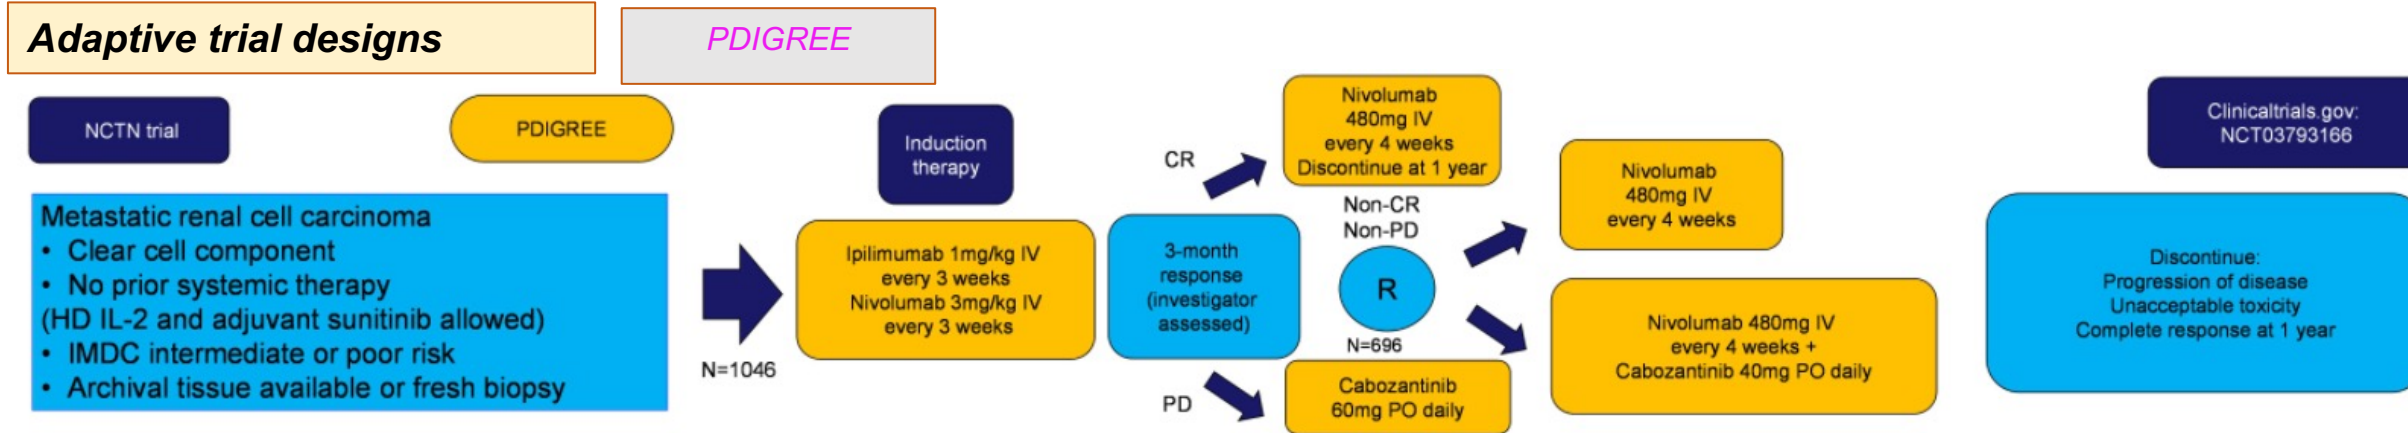 Adaptive trial designs
PDIGREE
NCTN trial
PDIGREE
Metastatic renal cell carcinoma
• Clear cell component
• No prior systemic therapy
(HD IL-2 and adjuvant sunitinib allowed)
• IMDC intermediate or poor risk
• Archival tissue available or fresh biopsy
N=1046
Induction
therapy
Ipilimumab 1mg/kg IV
every 3 weeks
Nivolumab 3mg/kg IV
every 3 weeks
3-month
response
(investigator
assessed)
CR
Nivolumab
480mg IV
every 4 weeks
Discontinue at 1 year
Non-CR
Non-PD
R
N=696
PD
Cabozantinib
60mg PO daily
Nivolumab
480mg IV
every 4 weeks
Nivolumab 480mg IV
every 4 weeks +
Cabozantinib 40mg PO daily
Clinicaltrials.gov:
NCT03793166
Discontinue:
Progression of disease
Unacceptable toxicity
Complete response at 1 year